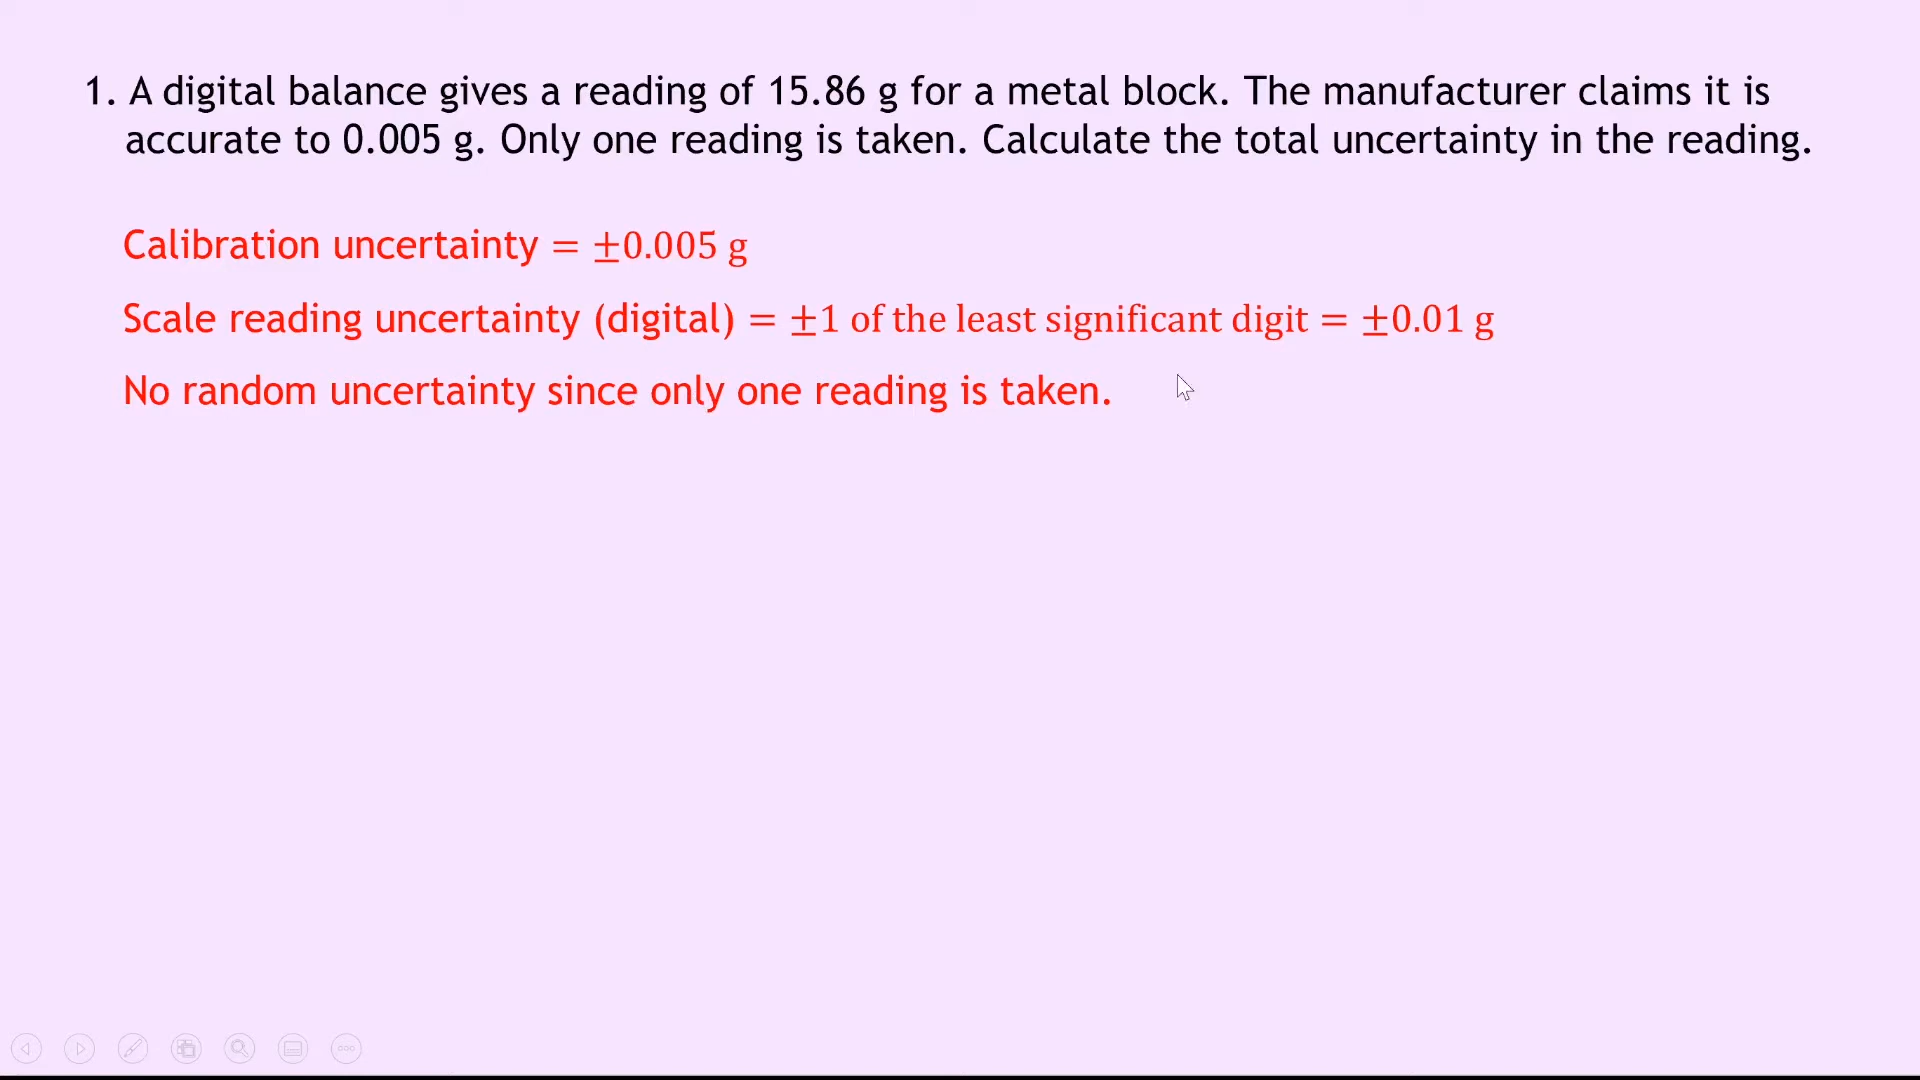 1. A digital balance gives a reading of 15.86 g for a metal block. The manufacturer claims it is
accurate to 0.005 g. Only one reading is taken. Calculate the total uncertainty in the reading.
Calibration uncertainty = ±0.005 g
Scale reading uncertainty (digital) = ±1 of the least significant digit = ±0.01 g
No random uncertainty since only one reading is taken.